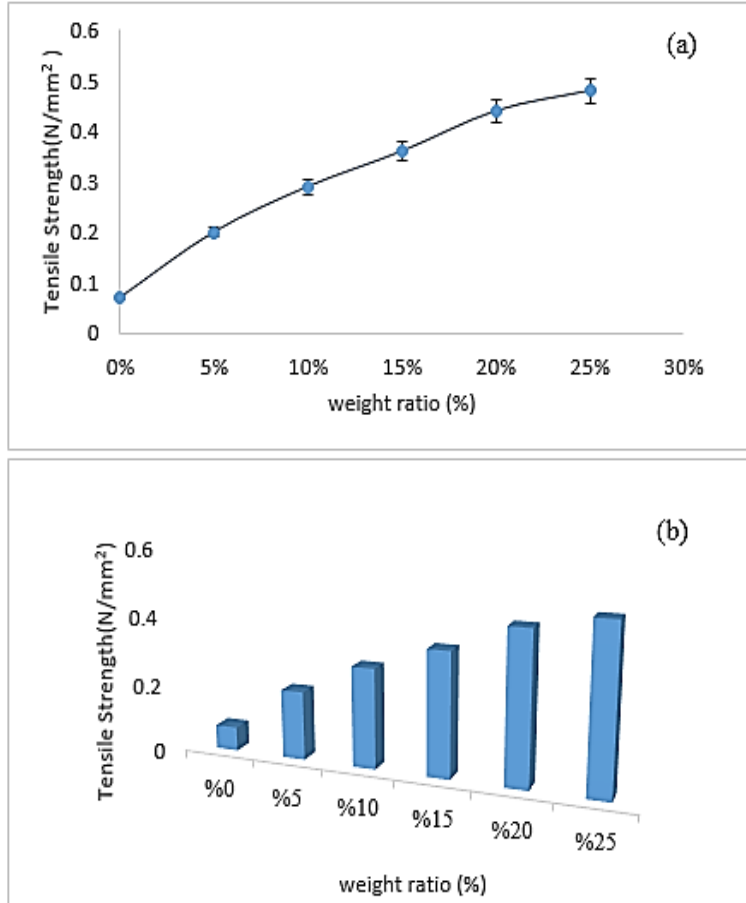 (a)
Tensile Strength(N/mm² )
0.6
0.5
0.4
0.3
0.2
0.1
0
0% 5% 10% 15% 20% 25% 30%
weight ratio (%)
(b)
Tensile Strength(N/mm²)
0.6
0.4
0.2
0
%0 %5 %10 %15 %20 %25
weight ratio (%)